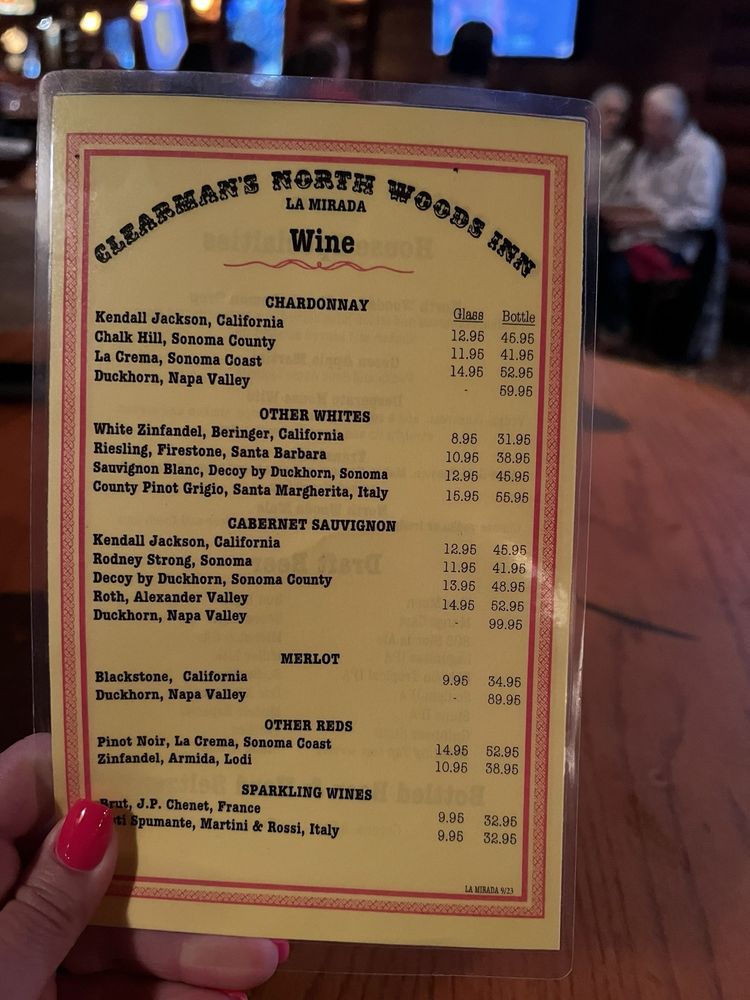 CLEARMAN'S NORTH WOODS INN
LA MIRADA
Wine
CHARDONNAY
Glass Bottle
Kendall Jackson, California 12.95 45.95
Chalk Hill, Sonoma County 11.95 41.95
La Crema, Sonoma Coast 14.95 52.95
Duckhorn, Napa Valley - 59.95
OTHER WHITES
White Zinfandel, Beringer, California 8.95 31.95
Riesling, Firestone, Santa Barbara 10.95 38.95
Sauvignon Blanc, Decoy by Duckhorn, Sonoma 12.95 45.95
County Pinot Grigio, Santa Margherita, Italy 15.95 55.95
CABERNET SAUVIGNON
Kendall Jackson, California 12.95 45.95
Rodney Strong, Sonoma 11.95 41.95
Decoy by Duckhorn, Sonoma County 13.95 48.95
Roth, Alexander Valley 14.95 52.95
Duckhorn, Napa Valley - 99.95
MERLOT
Blackstone, California 9.95 34.95
Duckhorn, Napa Valley - 89.95
OTHER REDS
Pinot Noir, La Crema, Sonoma Coast 14.95 52.95
Zinfandel, Armida, Lodi 10.95 38.95
SPARKLING WINES
Brut, J.P. Chenet, France 9.95 32.95
Spumante, Martini & Rossi, Italy 9.95 32.95
LA MIRADA 9/23